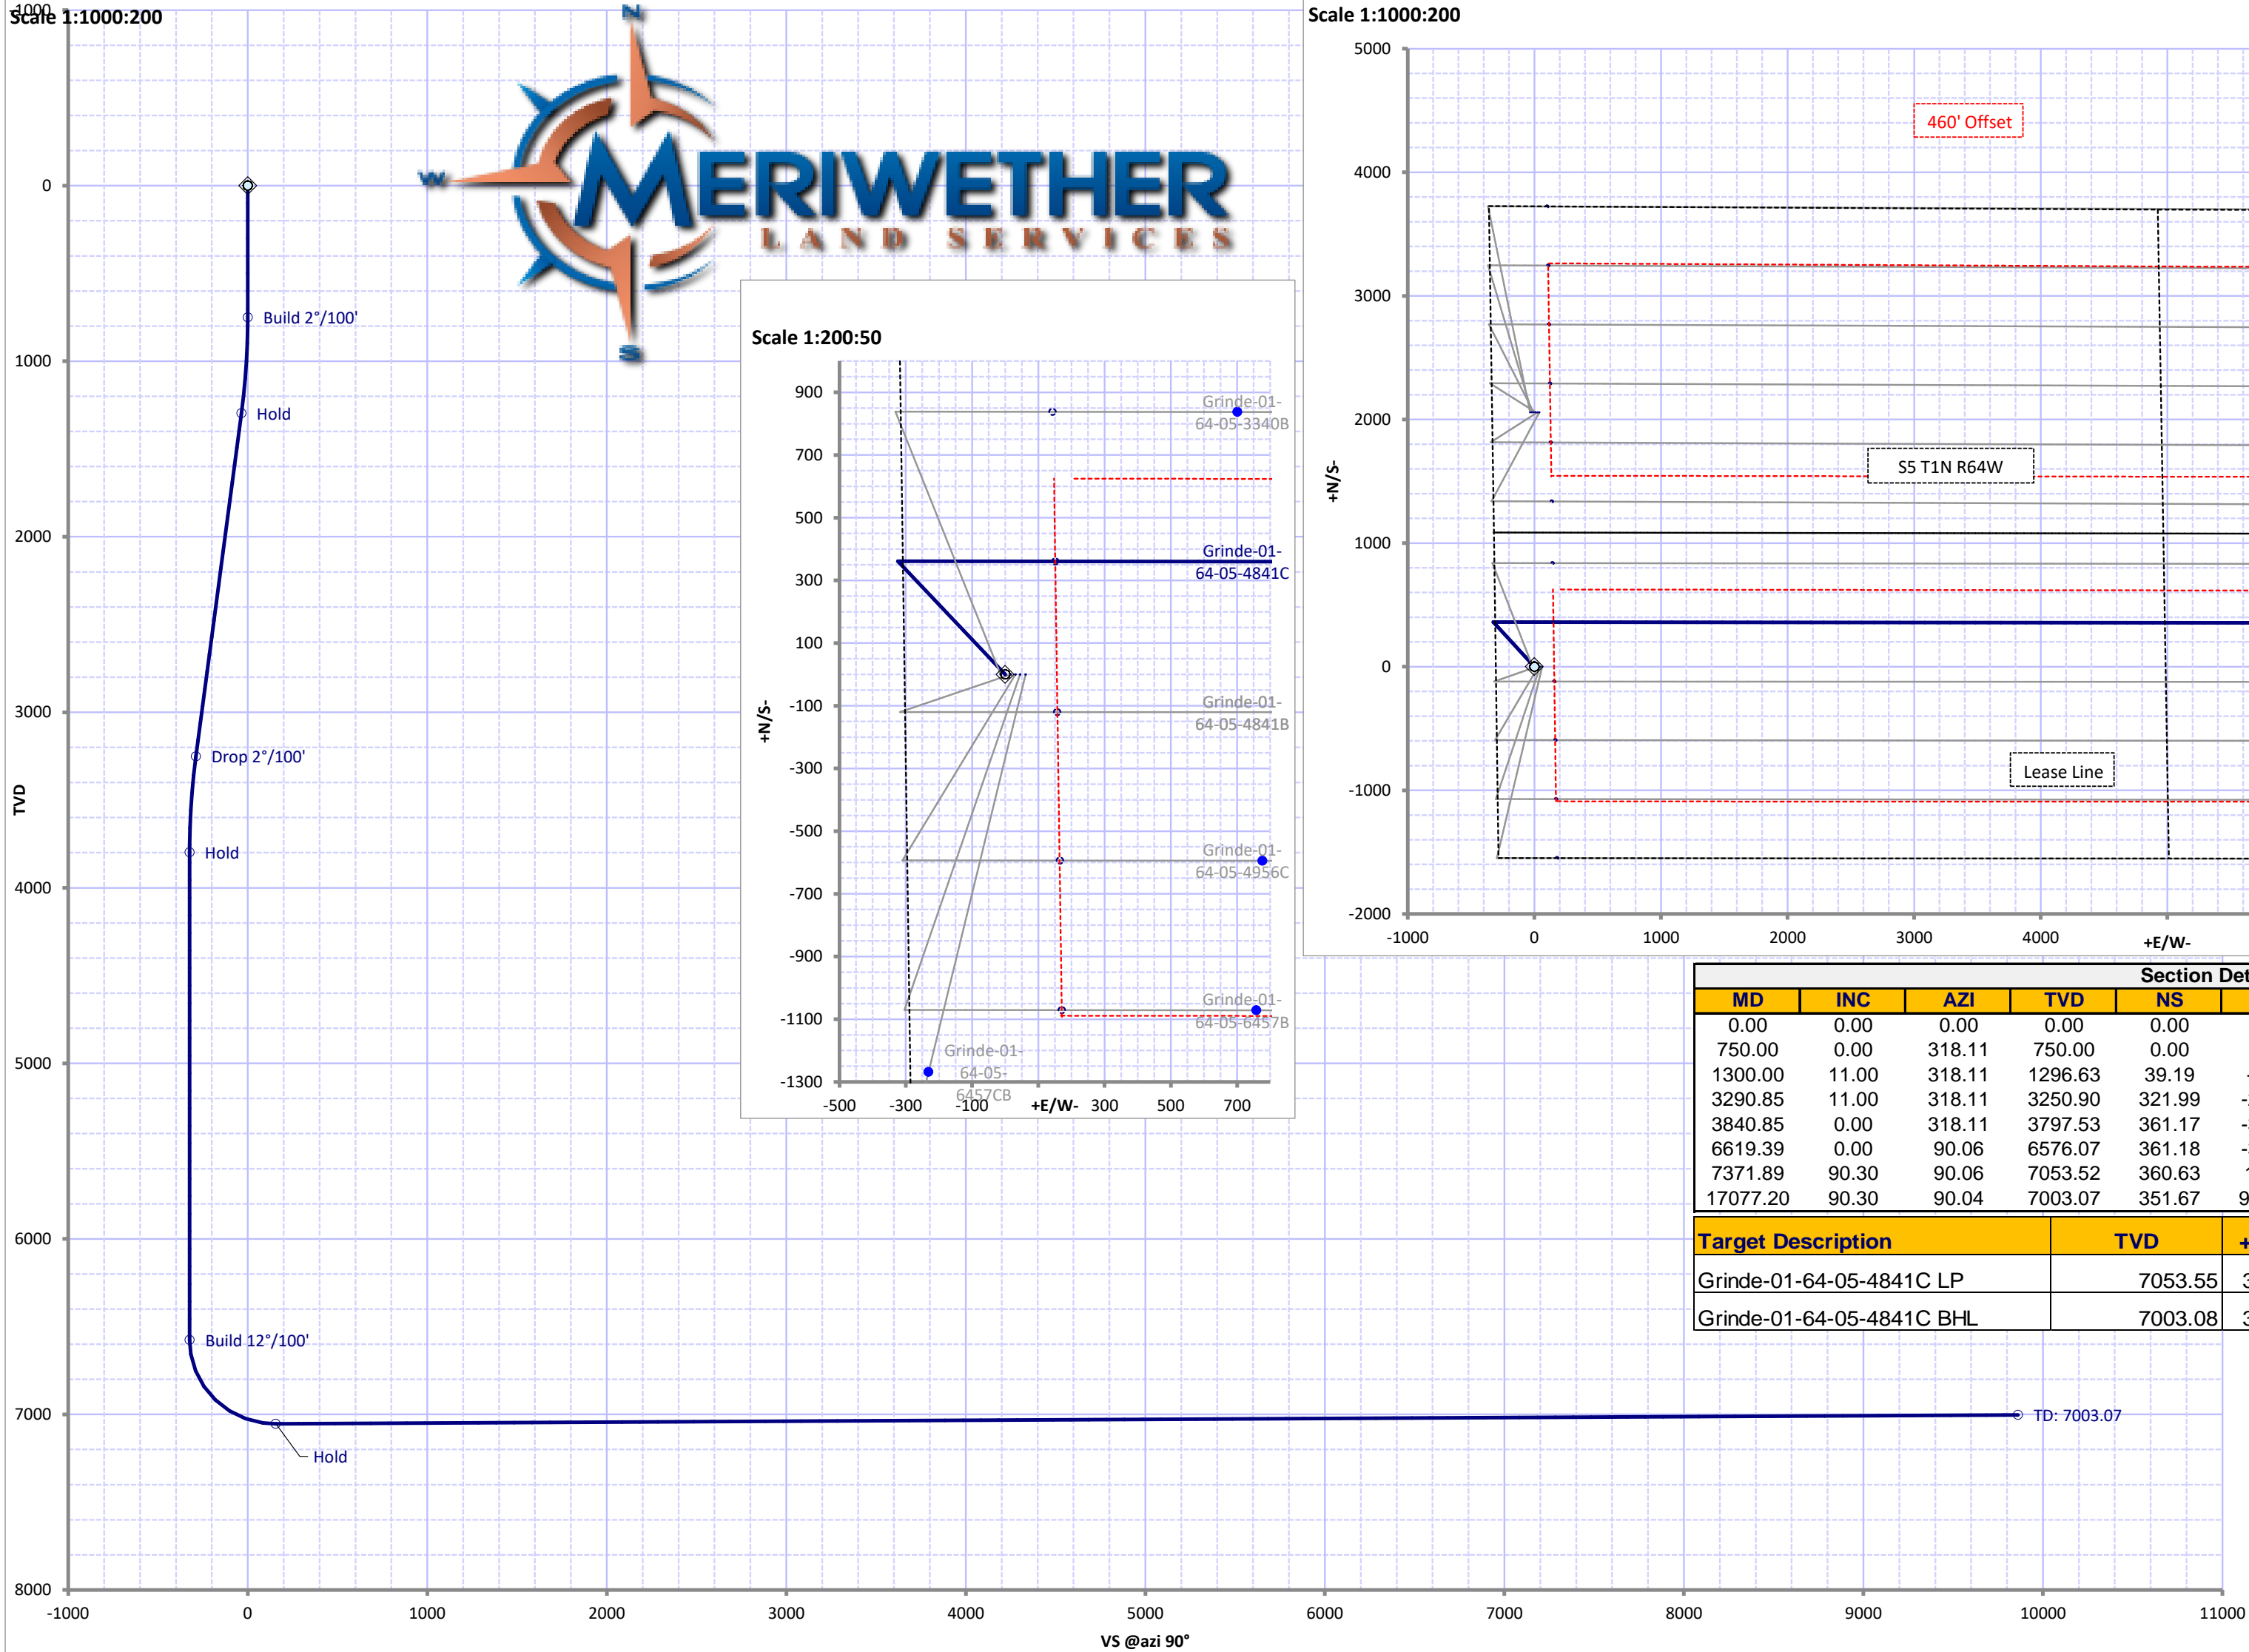 Scale 1:1000:200
1000
0
1000
2000
3000
4000
5000
6000
7000
8000
TVD
-1000 0 1000 2000 3000 4000 5000 6000 7000 8000 9000 10000 11000
VS @azi 90°
Build 2°/100'
Hold
Drop 2°/100'
Hold
Build 12°/100'
Hold
TD: 7003.07
N
W
S
MERIWETHER
LAND SERVICES
Scale 1:200:50
900
700
500
300
100
-100
-300
-500
-700
-900
-1100
-1300
+N/S-
-500 -300 -100 +E/W- 300 500 700
Grinde-01-
64-05-3340B
Grinde-01-
64-05-4841C
Grinde-01-
64-05-4841B
Grinde-01-
64-05-4956C
Grinde-01-
64-05-6457B
Grinde-01-
64-05-
6457CB
Scale 1:1000:200
5000
4000
3000
2000
1000
0
-1000
-2000
+N/S-
-1000 0 1000 2000 3000 4000 +E/W-
460' Offset
S5 T1N R64W
Lease Line
Section Det
MD INC AZI TVD NS
0.00 0.00 0.00 0.00 0.00
750.00 0.00 318.11 750.00 0.00
1300.00 11.00 318.11 1296.63 39.19 -
3290.85 11.00 318.11 3250.90 321.99 -
3840.85 0.00 318.11 3797.53 361.17 -
6619.39 0.00 90.06 6576.07 361.18 -
7371.89 90.30 90.06 7053.52 360.63
17077.20 90.30 90.04 7003.07 351.67 9
Target Description TVD +
Grinde-01-64-05-4841C LP 7053.55 3
Grinde-01-64-05-4841C BHL 7003.08 3